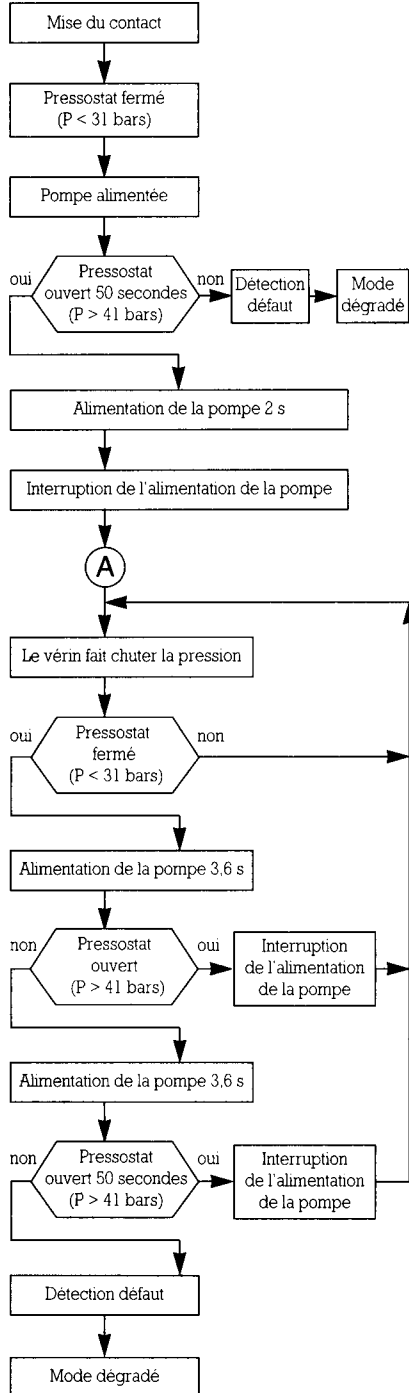 Mise du contact
Pressostat fermé
(P < 31 bars)
Pompe alimentée
oui
Pressostat
ouvert 50 secondes
(P > 41 bars)
non
Détection
défaut
Mode
dégradé
Alimentation de la pompe 2 s
Interruption de l'alimentation de la pompe
A
Le vérin fait chuter la pression
oui
Pressostat
fermé
(P < 31 bars)
non
Alimentation de la pompe 3,6 s
non
Pressostat
ouvert
(P > 41 bars)
oui
Interruption
de l'alimentation
de la pompe
Alimentation de la pompe 3,6 s
non
Pressostat
ouvert 50 secondes
(P > 41 bars)
oui
Interruption
de l'alimentation
de la pompe
Détection défaut
Mode dégradé